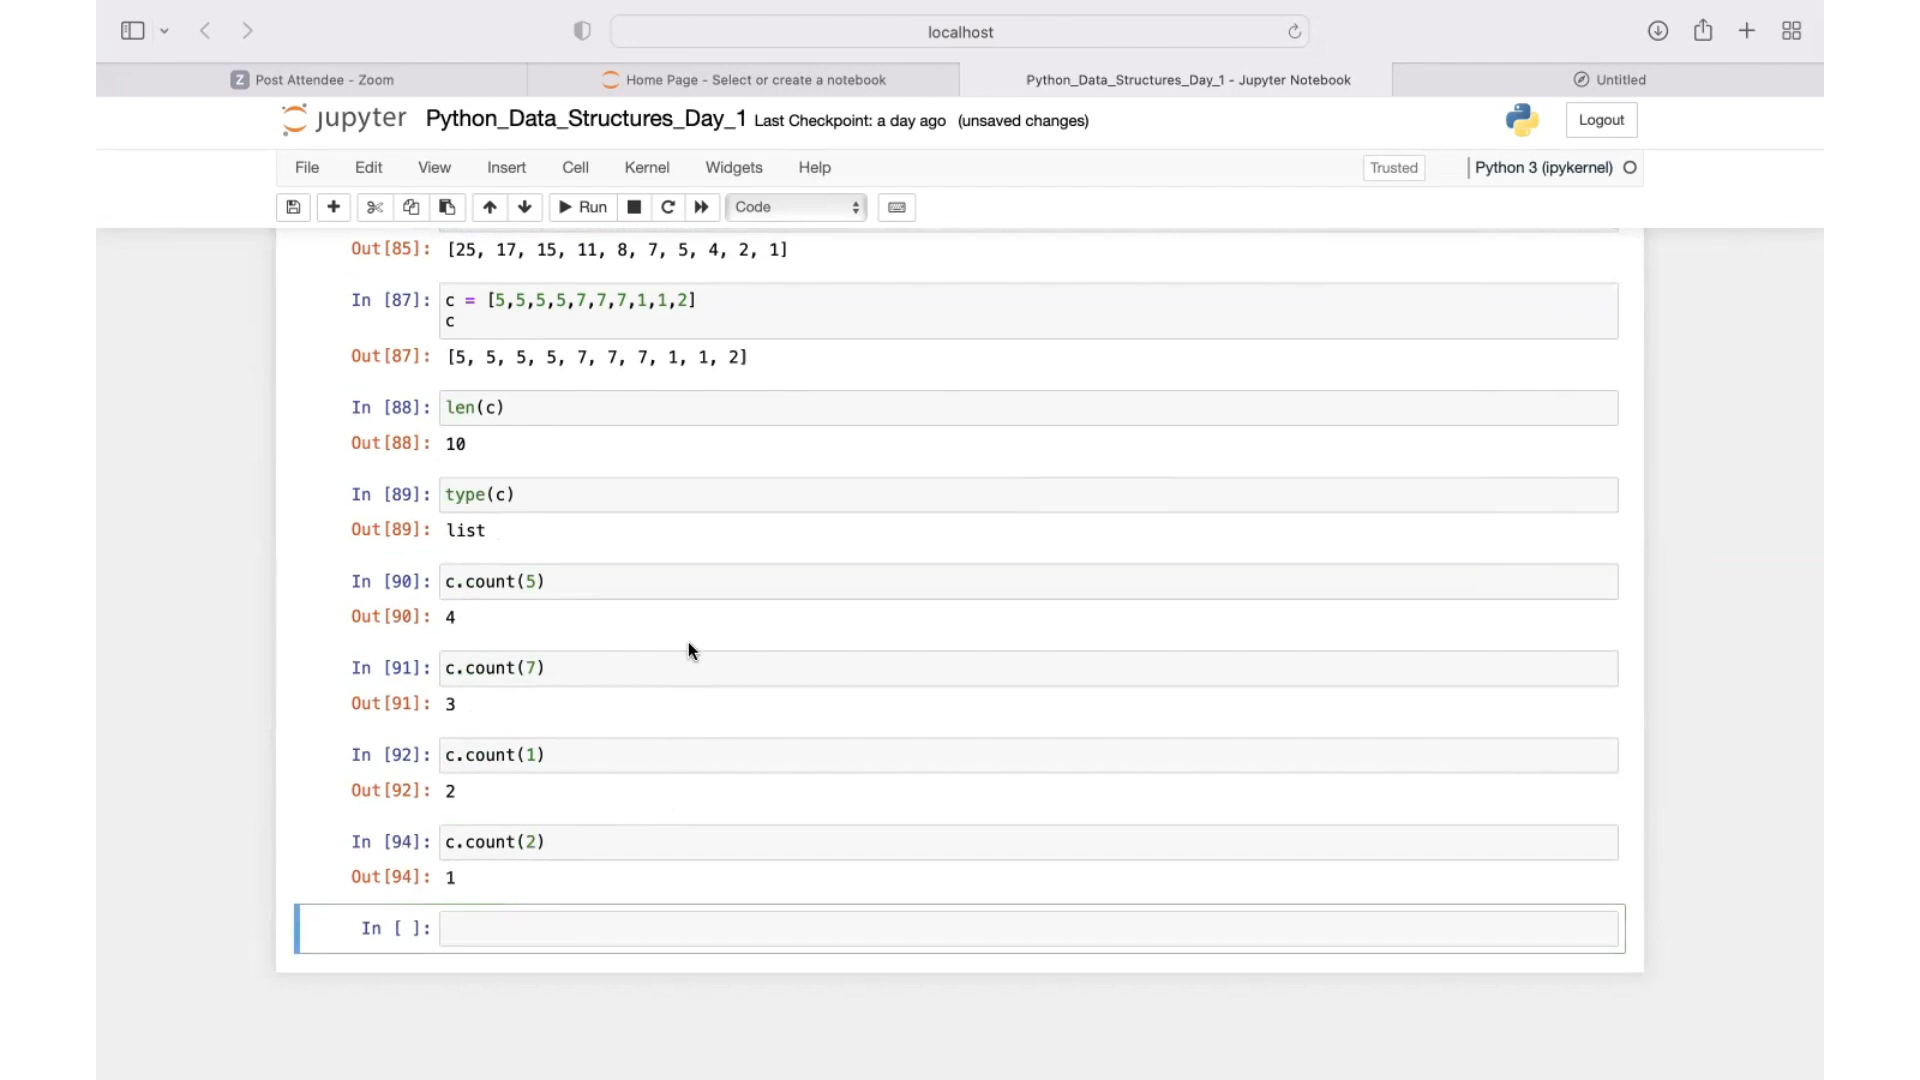 localhost
Post Attendee - Zoom
Home Page - Select or create a notebook
Python_Data_Structures_Day_1 - Jupyter Notebook
Untitled
jupyter Python_Data_Structures_Day_1 Last Checkpoint: a day ago (unsaved changes)
Logout
File Edit View Insert Cell Kernel Widgets Help
Trusted
Python 3 (ipykernel)
Run
Code
Out[85]: [25, 17, 15, 11, 8, 7, 5, 4, 2, 1]
In [87]: c = [5,5,5,5,7,7,7,1,1,2]
c
Out[87]: [5, 5, 5, 5, 7, 7, 7, 1, 1, 2]
In [88]: len(c)
Out[88]: 10
In [89]: type(c)
Out[89]: list
In [90]: c.count(5)
Out[90]: 4
In [91]: c.count(7)
Out[91]: 3
In [92]: c.count(1)
Out[92]: 2
In [94]: c.count(2)
Out[94]: 1
In [ ]: